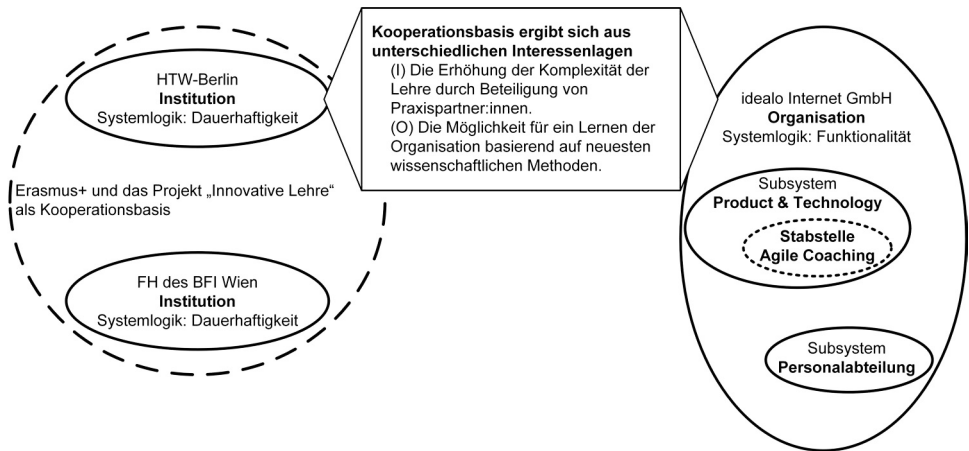 HTW-Berlin
Institution
Systemlogik: Dauerhaftigkeit
Erasmus+ und das Projekt „Innovative Lehre“
als Kooperationsbasis
FH des BFI Wien
Institution
Systemlogik: Dauerhaftigkeit
Kooperationsbasis ergibt sich aus
unterschiedlichen Interessenlagen
(I) Die Erhöhung der Komplexität der
Lehre durch Beteiligung von
Praxispartner:innen.
(O) Die Möglichkeit für ein Lernen der
Organisation basierend auf neuesten
wissenschaftlichen Methoden.
idealo Internet GmbH
Organisation
Systemlogik: Funktionalität
Subsystem
Product & Technology
Stabstelle
Agile Coaching
Subsystem
Personalabteilung